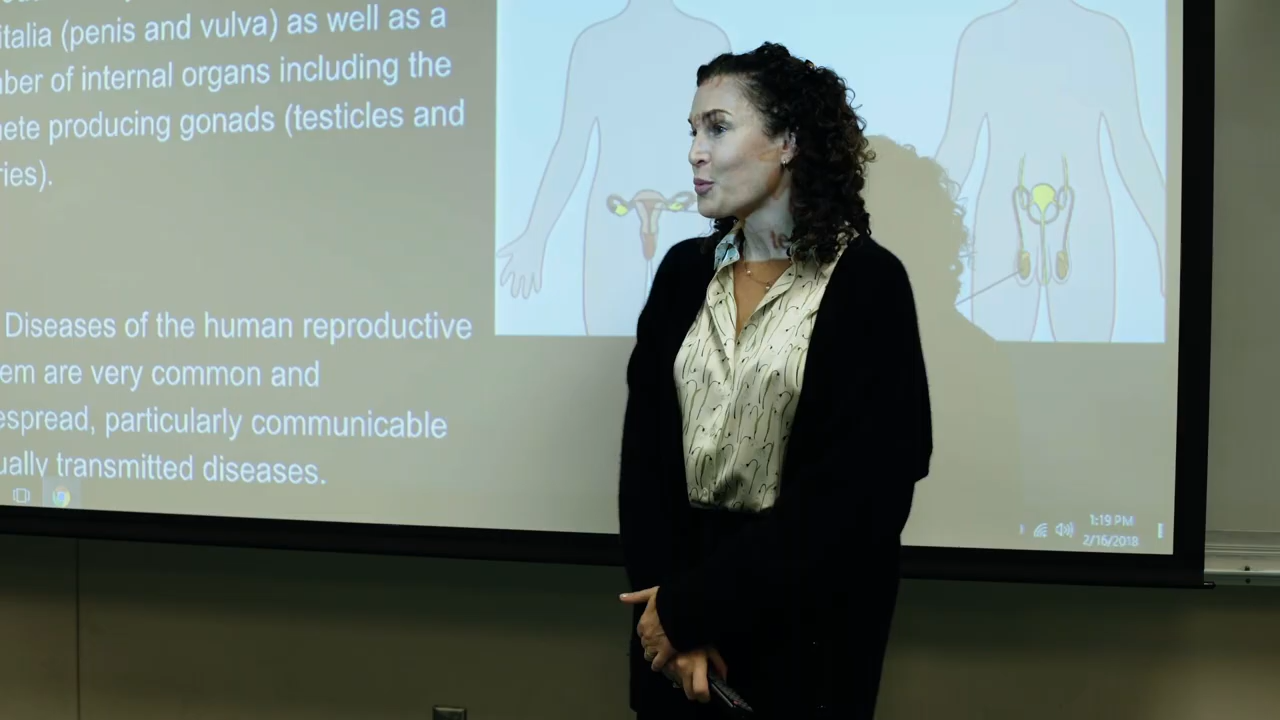 italia (penis and vulva) as well as a
ber of internal organs including the
ete producing gonads (testicles and
ries).
Diseases of the human reproductive
em are very common and
espread, particularly communicable
ually transmitted diseases.
1:19 PM
2/16/2018